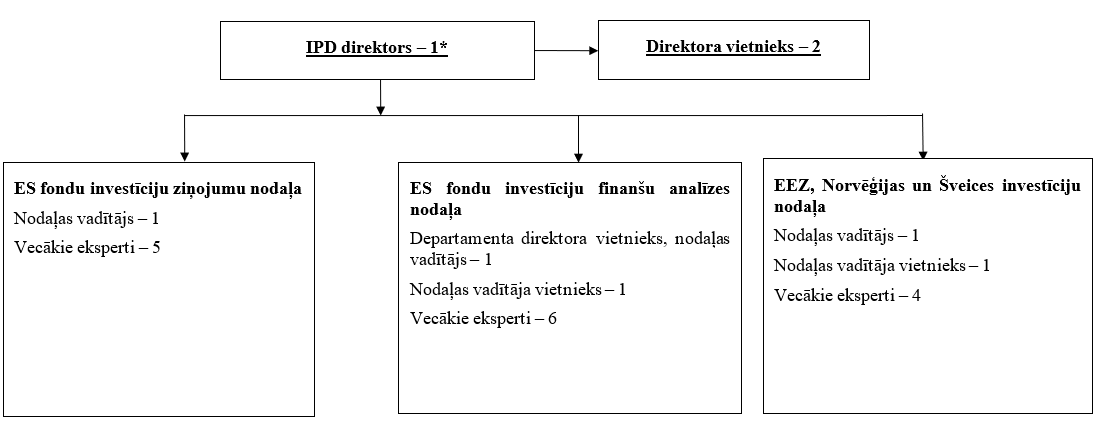 IPD direktors – 1*
Direktora vietnieks – 2
ES fondu investīciju ziņojumu nodaļa
Nodaļas vadītājs – 1
Vecākie eksperti – 5
ES fondu investīciju finanšu analīzes
nodaļa
Departamenta direktora vietnieks, nodaļas
vadītājs – 1
Nodaļas vadītāja vietnieks – 1
Vecākie eksperti – 6
EEZ, Norvēģijas un Šveices investīciju
nodaļa
Nodaļas vadītājs – 1
Nodaļas vadītāja vietnieks – 1
Vecākie eksperti – 4